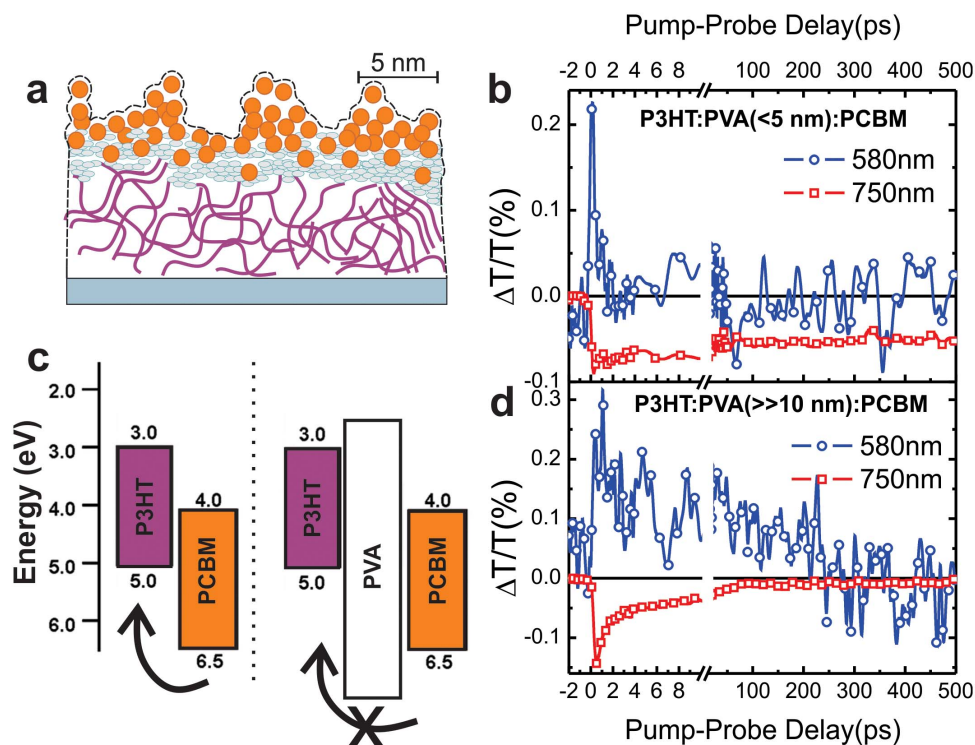 a
5 nm
Pump-Probe Delay(ps)
-2 0 2 4 6 8 100 200 300 400 500
b
P3HT:PVA(<5 nm):PCBM
580nm
750nm
ΔT/T(%)
0.2
0.1
0.0
-0.1
c
Energy (eV)
2.0
3.0
4.0
5.0
6.0
3.0
P3HT
5.0
4.0
PCBM
6.5
3.0
P3HT
5.0
PVA
4.0
PCBM
6.5
X
d
P3HT:PVA(>>10 nm):PCBM
580nm
750nm
ΔT/T(%)
0.3
0.2
0.1
0.0
-0.1
-2 0 2 4 6 8 100 200 300 400 500
Pump-Probe Delay(ps)